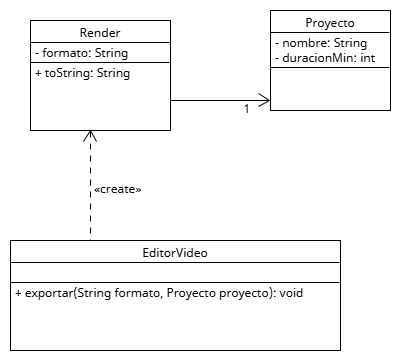 Render
- formato: String
+ toString: String
Proyecto
- nombre: String
- duracionMin: int
1
«create»
EditorVideo
+ exportar(String formato, Proyecto proyecto): void